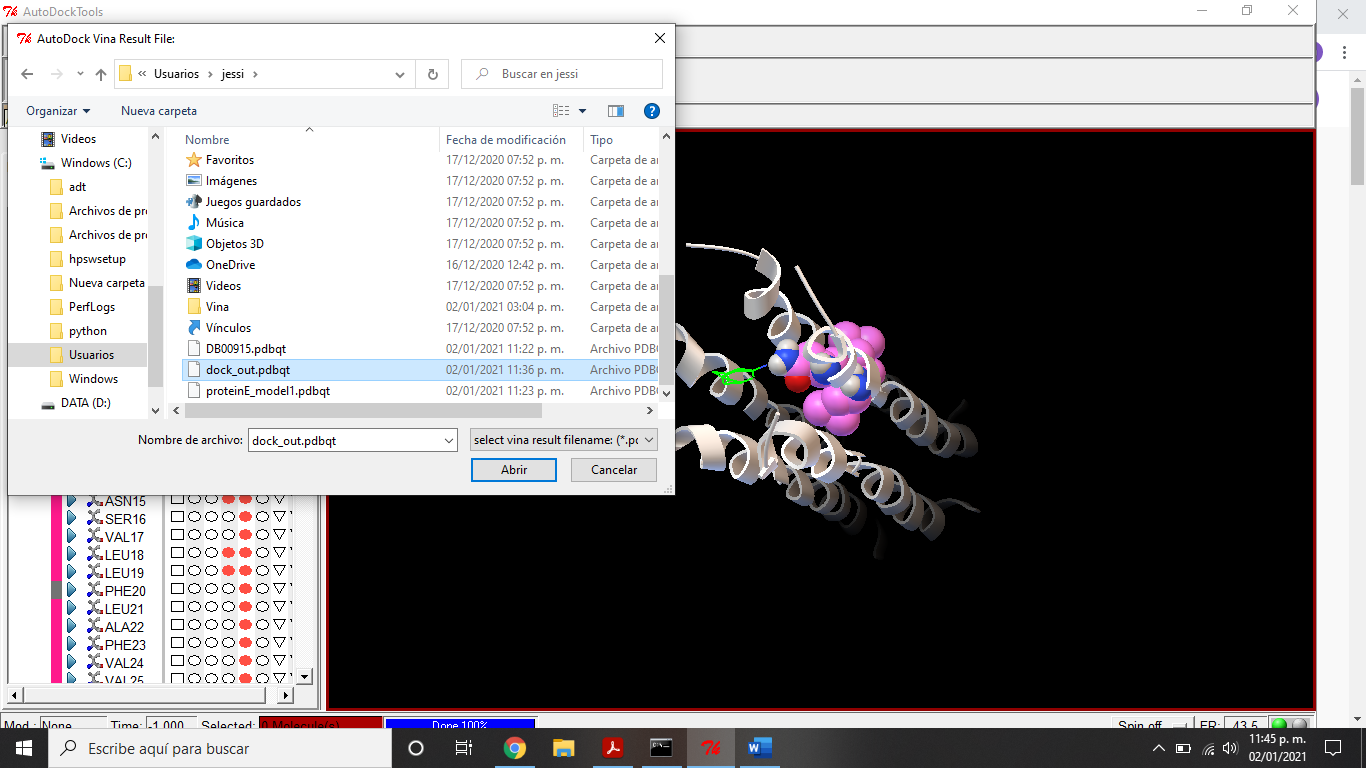 AutoDockTools
AutoDock Vina Result File:
« Usuarios › jessi ›
Buscar en jessi
Organizar
Nueva carpeta
Videos
Windows (C:)
adt
Archivos de pr
Archivos de pr
hpswsetup
Nueva carpeta
PerfLogs
python
Usuarios
Windows
DATA (D:)
Nombre Fecha de modificación Tipo
Favoritos 17/12/2020 07:52 p. m. Carpeta de ar
Imágenes 17/12/2020 07:52 p. m. Carpeta de ar
Juegos guardados 17/12/2020 07:52 p. m. Carpeta de ar
Música 17/12/2020 07:52 p. m. Carpeta de ar
Objetos 3D 17/12/2020 07:52 p. m. Carpeta de ar
OneDrive 16/12/2020 12:42 p. m. Carpeta de ar
Videos 17/12/2020 07:52 p. m. Carpeta de ar
Vina 02/01/2021 03:04 p. m. Carpeta de ar
Vínculos 17/12/2020 07:52 p. m. Carpeta de ar
DB00915.pdbqt 02/01/2021 11:22 p. m. Archivo PDB
dock_out.pdbqt 02/01/2021 11:36 p. m. Archivo PDB
proteinE_model1.pdbqt 02/01/2021 11:23 p. m. Archivo PDB
Nombre de archivo: dock_out.pdbqt
select vina result filename: (*.pd
Abrir Cancelar
ASN15
SER16
VAL17
LEU18
LEU19
PHE20
LEU21
ALA22
PHE23
VAL24
VAL25
Mod.: None Time: -1.000 Selected: 0 Molecule(s) Done 100% Spin off FR: 43.5
Escribe aquí para buscar
11:45 p. m.
02/01/2021